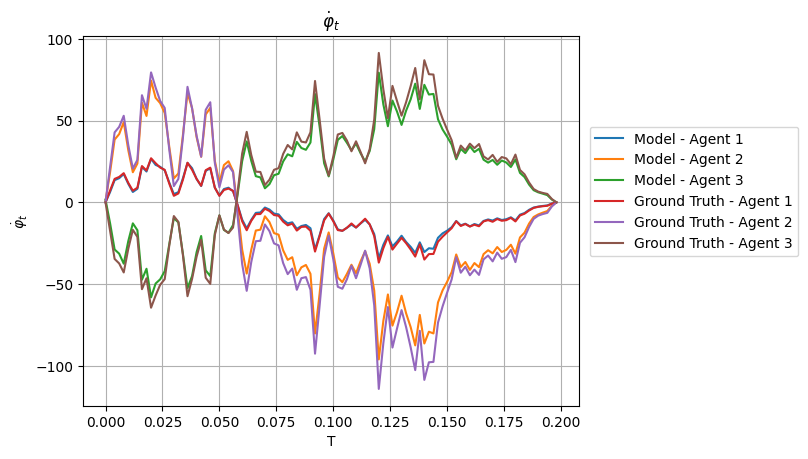 φ̇ₜ
100
50
0
−50
−100
φ̇ₜ
0.000 0.025 0.050 0.075 0.100 0.125 0.150 0.175 0.200
T
Model - Agent 1
Model - Agent 2
Model - Agent 3
Ground Truth - Agent 1
Ground Truth - Agent 2
Ground Truth - Agent 3